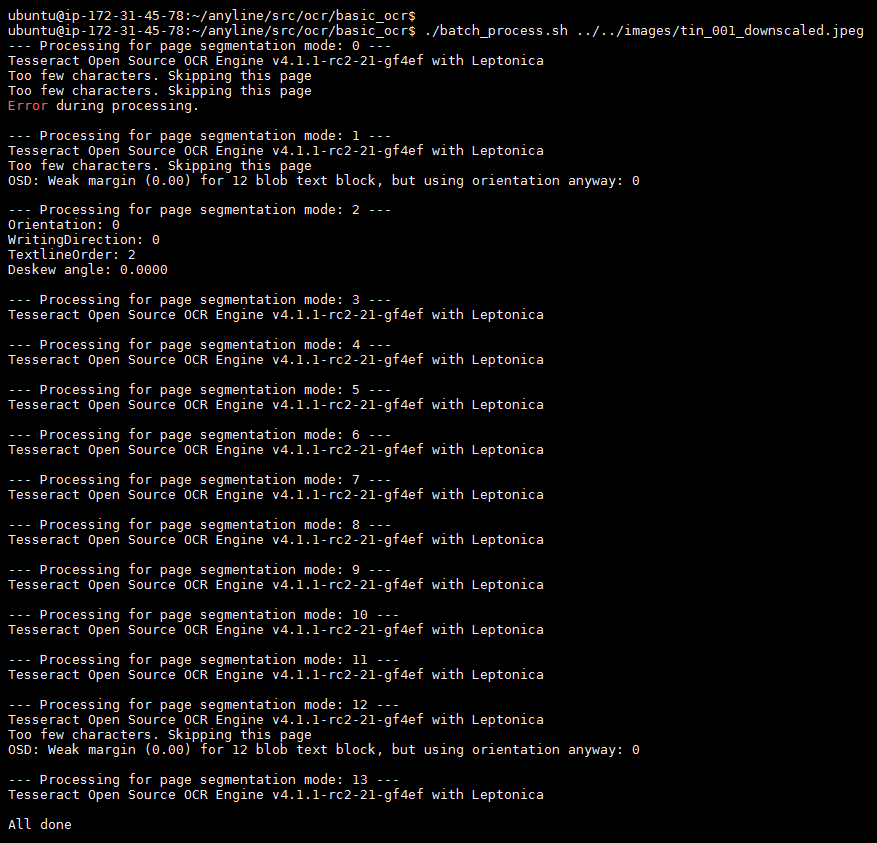 ubuntu@ip-172-31-45-78:~/anyline/src/ocr/basic_ocr$
ubuntu@ip-172-31-45-78:~/anyline/src/ocr/basic_ocr$ ./batch_process.sh ../../images/tin_001_downscaled.jpeg
--- Processing for page segmentation mode: 0 ---
Tesseract Open Source OCR Engine v4.1.1-rc2-21-gf4ef with Leptonica
Too few characters. Skipping this page
Too few characters. Skipping this page
Error during processing.

--- Processing for page segmentation mode: 1 ---
Tesseract Open Source OCR Engine v4.1.1-rc2-21-gf4ef with Leptonica
Too few characters. Skipping this page
OSD: Weak margin (0.00) for 12 blob text block, but using orientation anyway: 0

--- Processing for page segmentation mode: 2 ---
Orientation: 0
WritingDirection: 0
TextlineOrder: 2
Deskew angle: 0.0000

--- Processing for page segmentation mode: 3 ---
Tesseract Open Source OCR Engine v4.1.1-rc2-21-gf4ef with Leptonica

--- Processing for page segmentation mode: 4 ---
Tesseract Open Source OCR Engine v4.1.1-rc2-21-gf4ef with Leptonica

--- Processing for page segmentation mode: 5 ---
Tesseract Open Source OCR Engine v4.1.1-rc2-21-gf4ef with Leptonica

--- Processing for page segmentation mode: 6 ---
Tesseract Open Source OCR Engine v4.1.1-rc2-21-gf4ef with Leptonica

--- Processing for page segmentation mode: 7 ---
Tesseract Open Source OCR Engine v4.1.1-rc2-21-gf4ef with Leptonica

--- Processing for page segmentation mode: 8 ---
Tesseract Open Source OCR Engine v4.1.1-rc2-21-gf4ef with Leptonica

--- Processing for page segmentation mode: 9 ---
Tesseract Open Source OCR Engine v4.1.1-rc2-21-gf4ef with Leptonica

--- Processing for page segmentation mode: 10 ---
Tesseract Open Source OCR Engine v4.1.1-rc2-21-gf4ef with Leptonica

--- Processing for page segmentation mode: 11 ---
Tesseract Open Source OCR Engine v4.1.1-rc2-21-gf4ef with Leptonica

--- Processing for page segmentation mode: 12 ---
Tesseract Open Source OCR Engine v4.1.1-rc2-21-gf4ef with Leptonica
Too few characters. Skipping this page
OSD: Weak margin (0.00) for 12 blob text block, but using orientation anyway: 0

--- Processing for page segmentation mode: 13 ---
Tesseract Open Source OCR Engine v4.1.1-rc2-21-gf4ef with Leptonica

All done